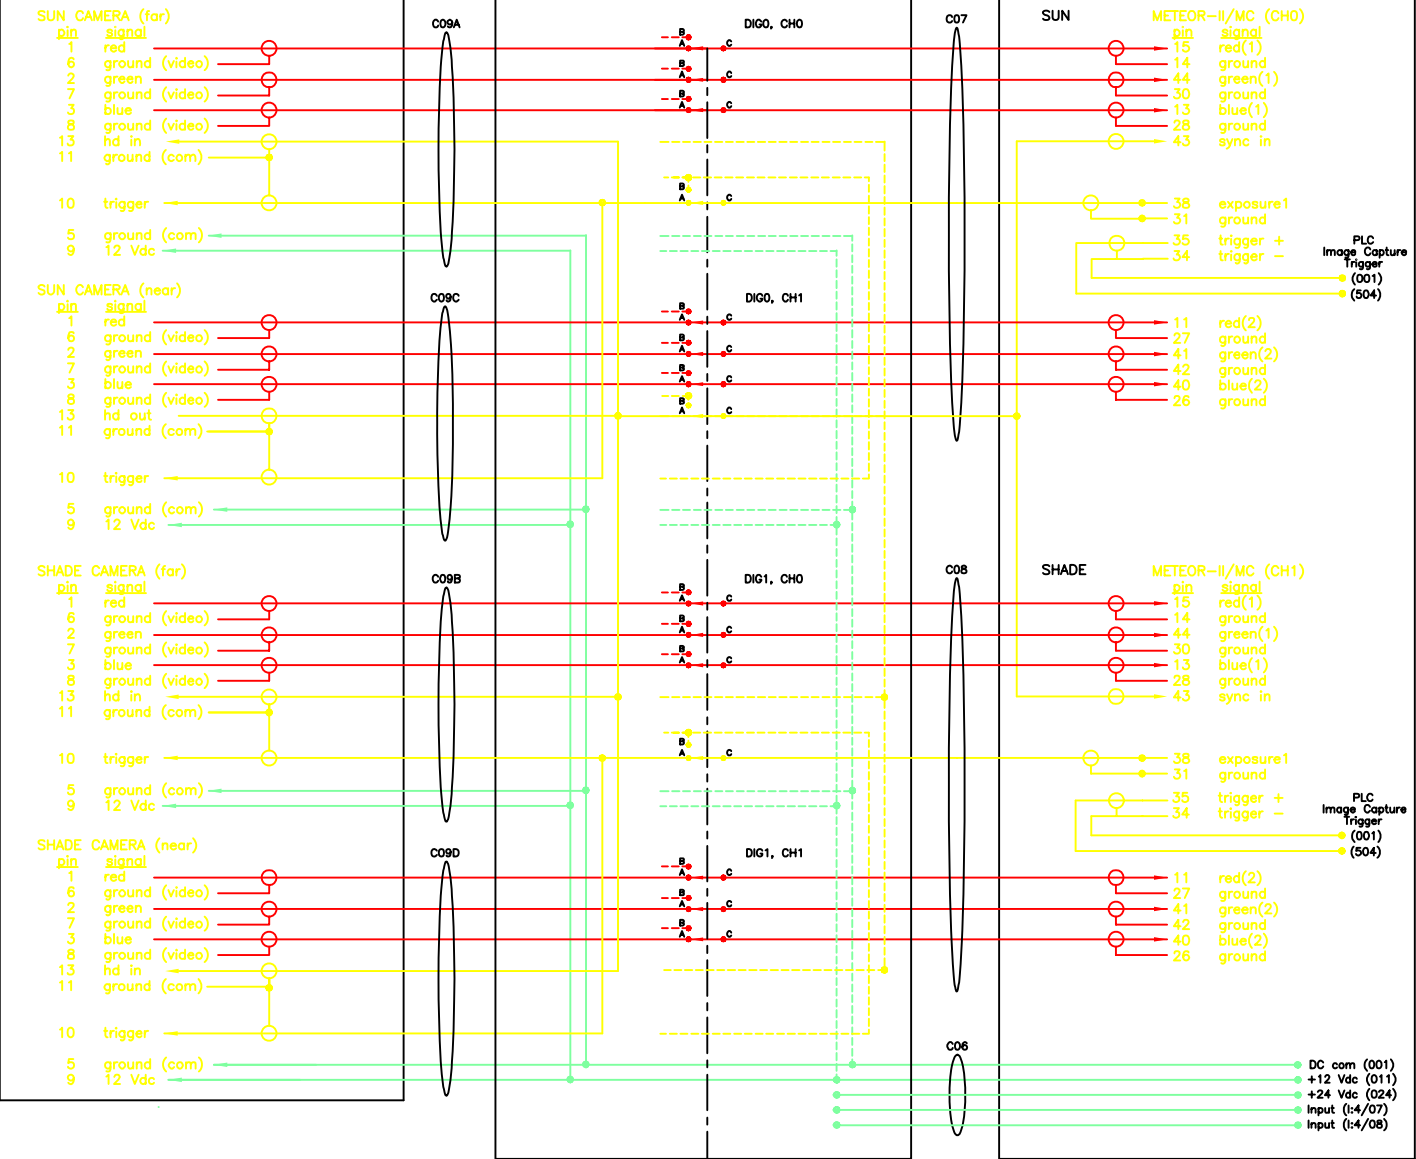 SUN CAMERA (far)
pin signal
1 red
6 ground (video)
2 green
7 ground (video)
3 blue
8 ground (video)
13 hd in
11 ground (com)
10 trigger
5 ground (com)
9 12 Vdc
C09A
DIG0, CH0
B
A C
B
A C
B
A C
B
A C
C07
SUN
METEOR-II/MC (CH0)
pin signal
15 red(1)
14 ground
44 green(1)
30 ground
13 blue(1)
28 ground
43 sync in
38 exposure1
31 ground
35 trigger +
34 trigger -
PLC
Image Capture
Trigger
(001)
(504)
SUN CAMERA (near)
pin signal
1 red
6 ground (video)
2 green
7 ground (video)
3 blue
8 ground (video)
13 hd out
11 ground (com)
10 trigger
5 ground (com)
9 12 Vdc
C09C
DIG0, CH1
B
A C
B
A C
B
A C
B
A C
11 red(2)
27 ground
41 green(2)
42 ground
40 blue(2)
26 ground
SHADE CAMERA (far)
pin signal
1 red
6 ground (video)
2 green
7 ground (video)
3 blue
8 ground (video)
13 hd in
11 ground (com)
10 trigger
5 ground (com)
9 12 Vdc
C09B
DIG1, CH0
B
A C
B
A C
B
A C
B
A C
C08
SHADE
METEOR-II/MC (CH1)
pin signal
15 red(1)
14 ground
44 green(1)
30 ground
13 blue(1)
28 ground
43 sync in
38 exposure1
31 ground
35 trigger +
34 trigger -
PLC
Image Capture
Trigger
(001)
(504)
SHADE CAMERA (near)
pin signal
1 red
6 ground (video)
2 green
7 ground (video)
3 blue
8 ground (video)
13 hd in
11 ground (com)
10 trigger
5 ground (com)
9 12 Vdc
C09D
DIG1, CH1
B
A C
B
A C
B
A C
11 red(2)
27 ground
41 green(2)
42 ground
40 blue(2)
26 ground
C06
DC com (001)
+12 Vdc (011)
+24 Vdc (024)
Input (I:4/07)
Input (I:4/08)